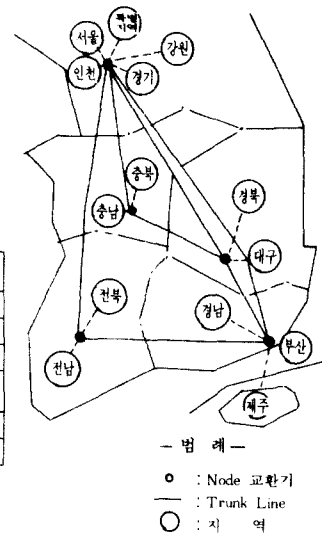 특별
지역
서울
강원
인천
경기
충북
충남
경북
대구
전북
경남
전남
부산
제주
— 범 례 —
: Node 교환기
: Trunk Line
: 지 역